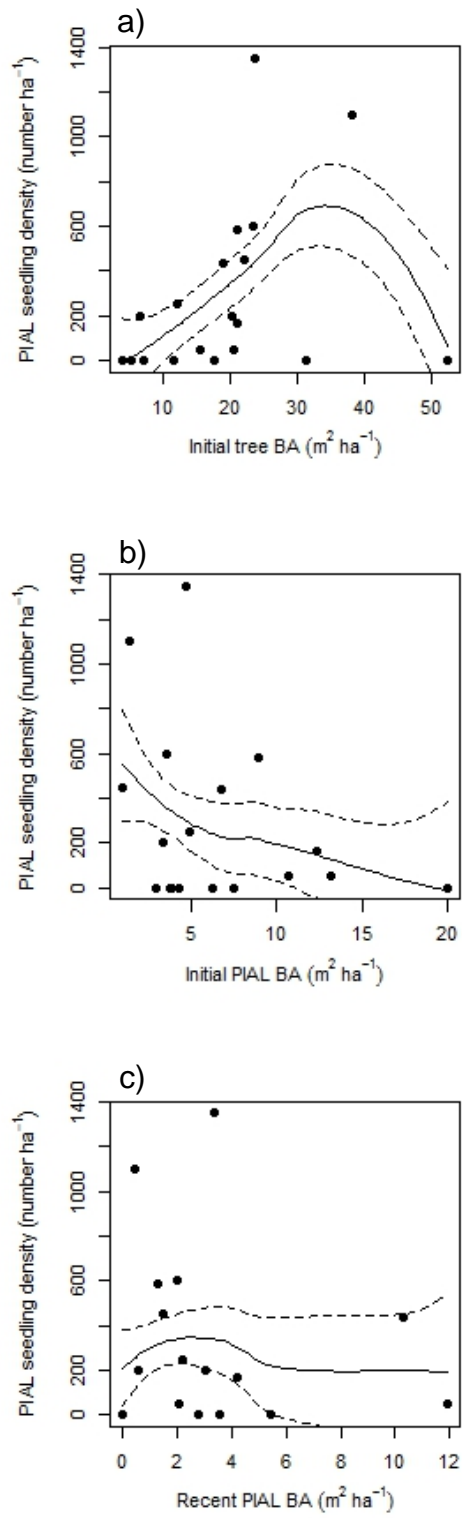 a)
PIAL seedling density (number ha⁻¹)
1400
1000
600
200
0
10 20 30 40 50
Initial tree BA (m² ha⁻¹)
b)
PIAL seedling density (number ha⁻¹)
1400
1000
600
200
0
5 10 15 20
Initial PIAL BA (m² ha⁻¹)
c)
PIAL seedling density (number ha⁻¹)
1400
1000
600
200
0
0 2 4 6 8 10 12
Recent PIAL BA (m² ha⁻¹)